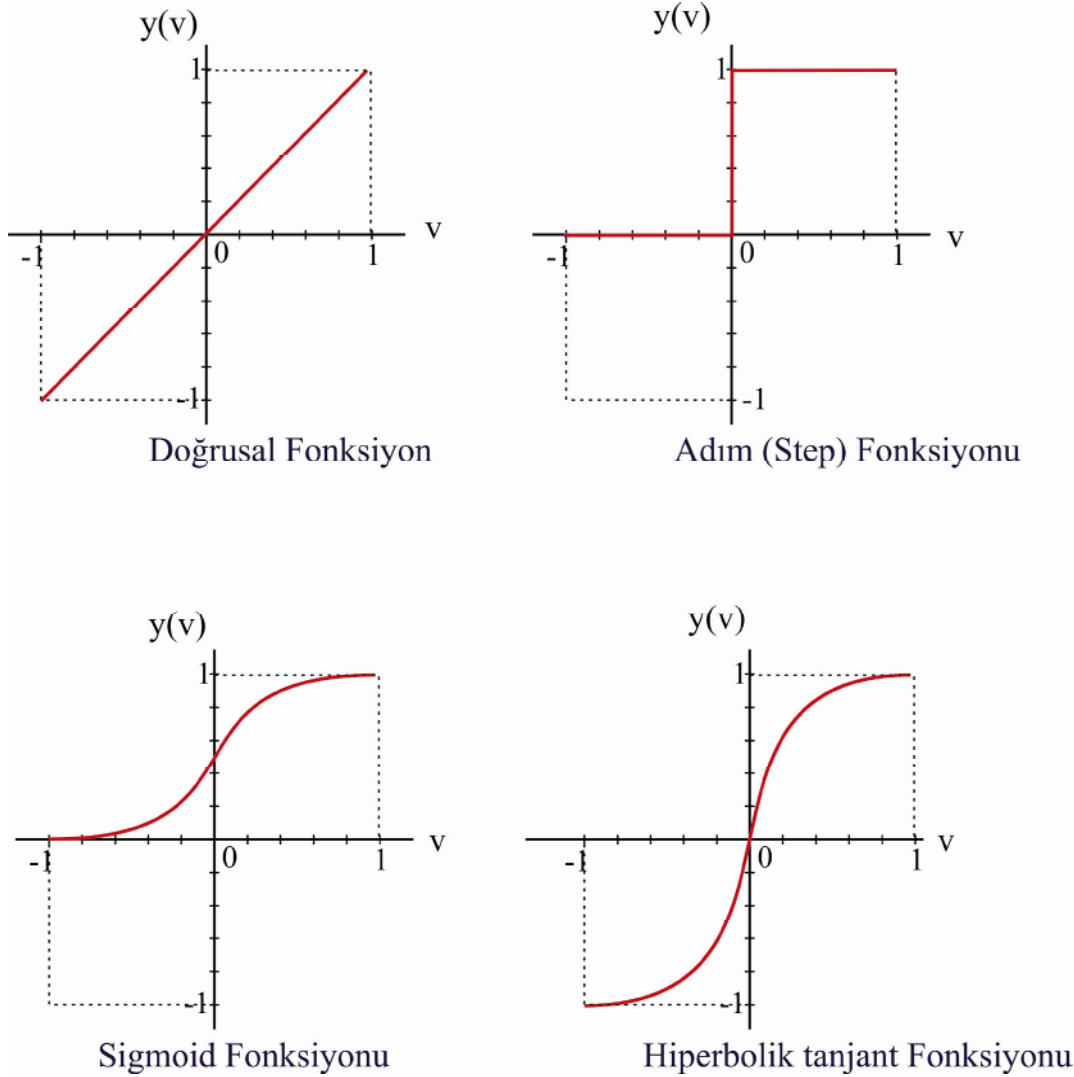 y(v)
1
v
-1
0
1
-1
Doğrusal Fonksiyon
y(v)
1
v
-1
0
1
-1
Adım (Step) Fonksiyonu
y(v)
1
v
-1
0
1
-1
Sigmoid Fonksiyonu
y(v)
1
v
-1
0
1
-1
Hiperbolik tanjant Fonksiyonu